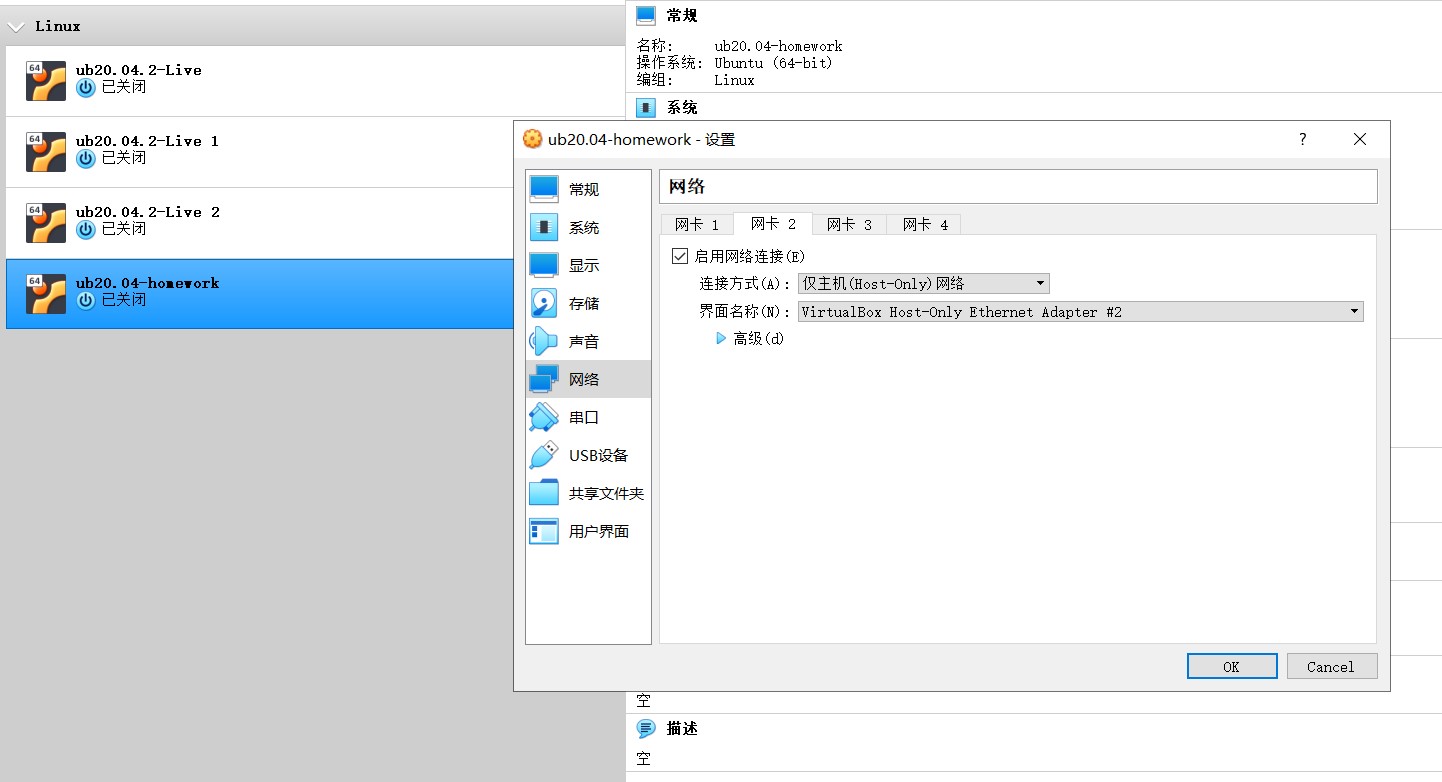 Linux
64
ub20.04.2-Live
已关闭
64
ub20.04.2-Live 1
已关闭
64
ub20.04.2-Live 2
已关闭
64
ub20.04-homework
已关闭
常规
名称: ub20.04-homework
操作系统: Ubuntu (64-bit)
编组: Linux
系统
ub20.04-homework - 设置
?
常规
系统
显示
存储
声音
网络
串口
USB设备
共享文件夹
用户界面
网络
网卡 1 网卡 2 网卡 3 网卡 4
启用网络连接(E)
连接方式(A): 仅主机(Host-Only)网络
界面名称(N): VirtualBox Host-Only Ethernet Adapter #2
高级(d)
OK Cancel
空
描述
空